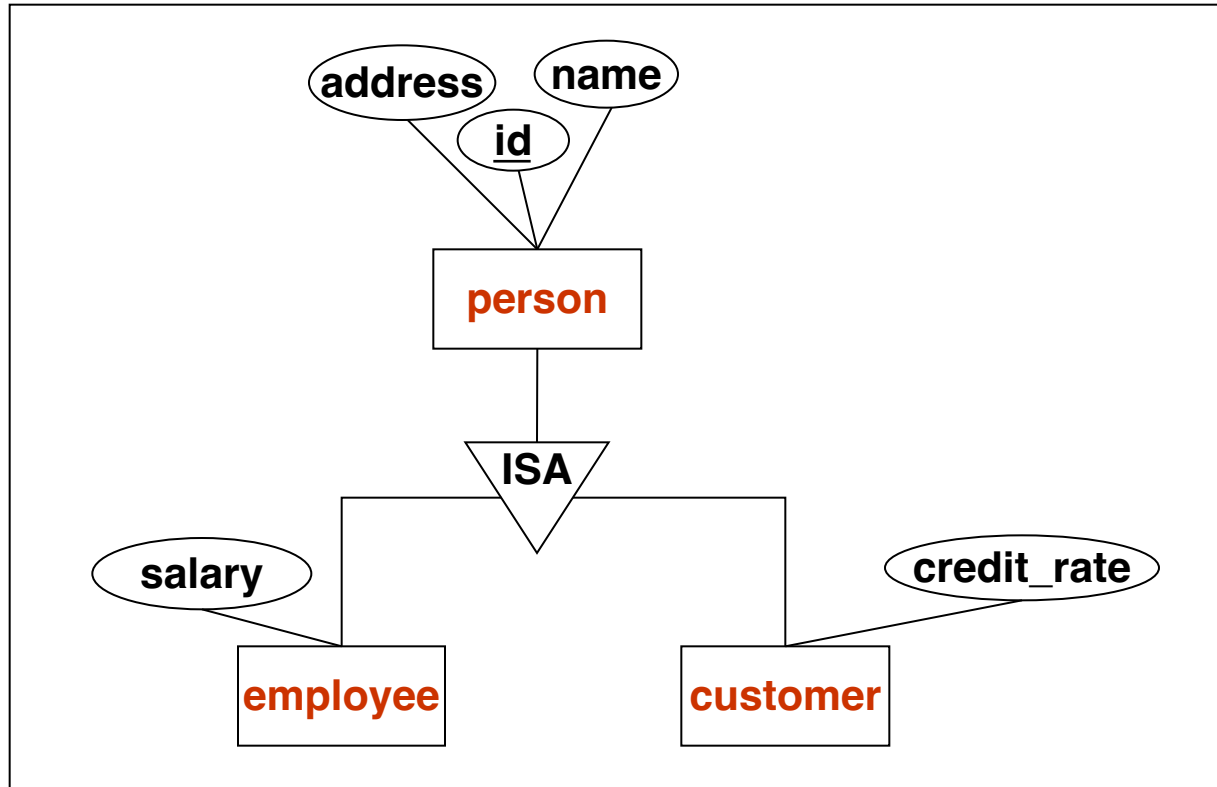 address
name
id
person
ISA
salary
credit_rate
employee
customer